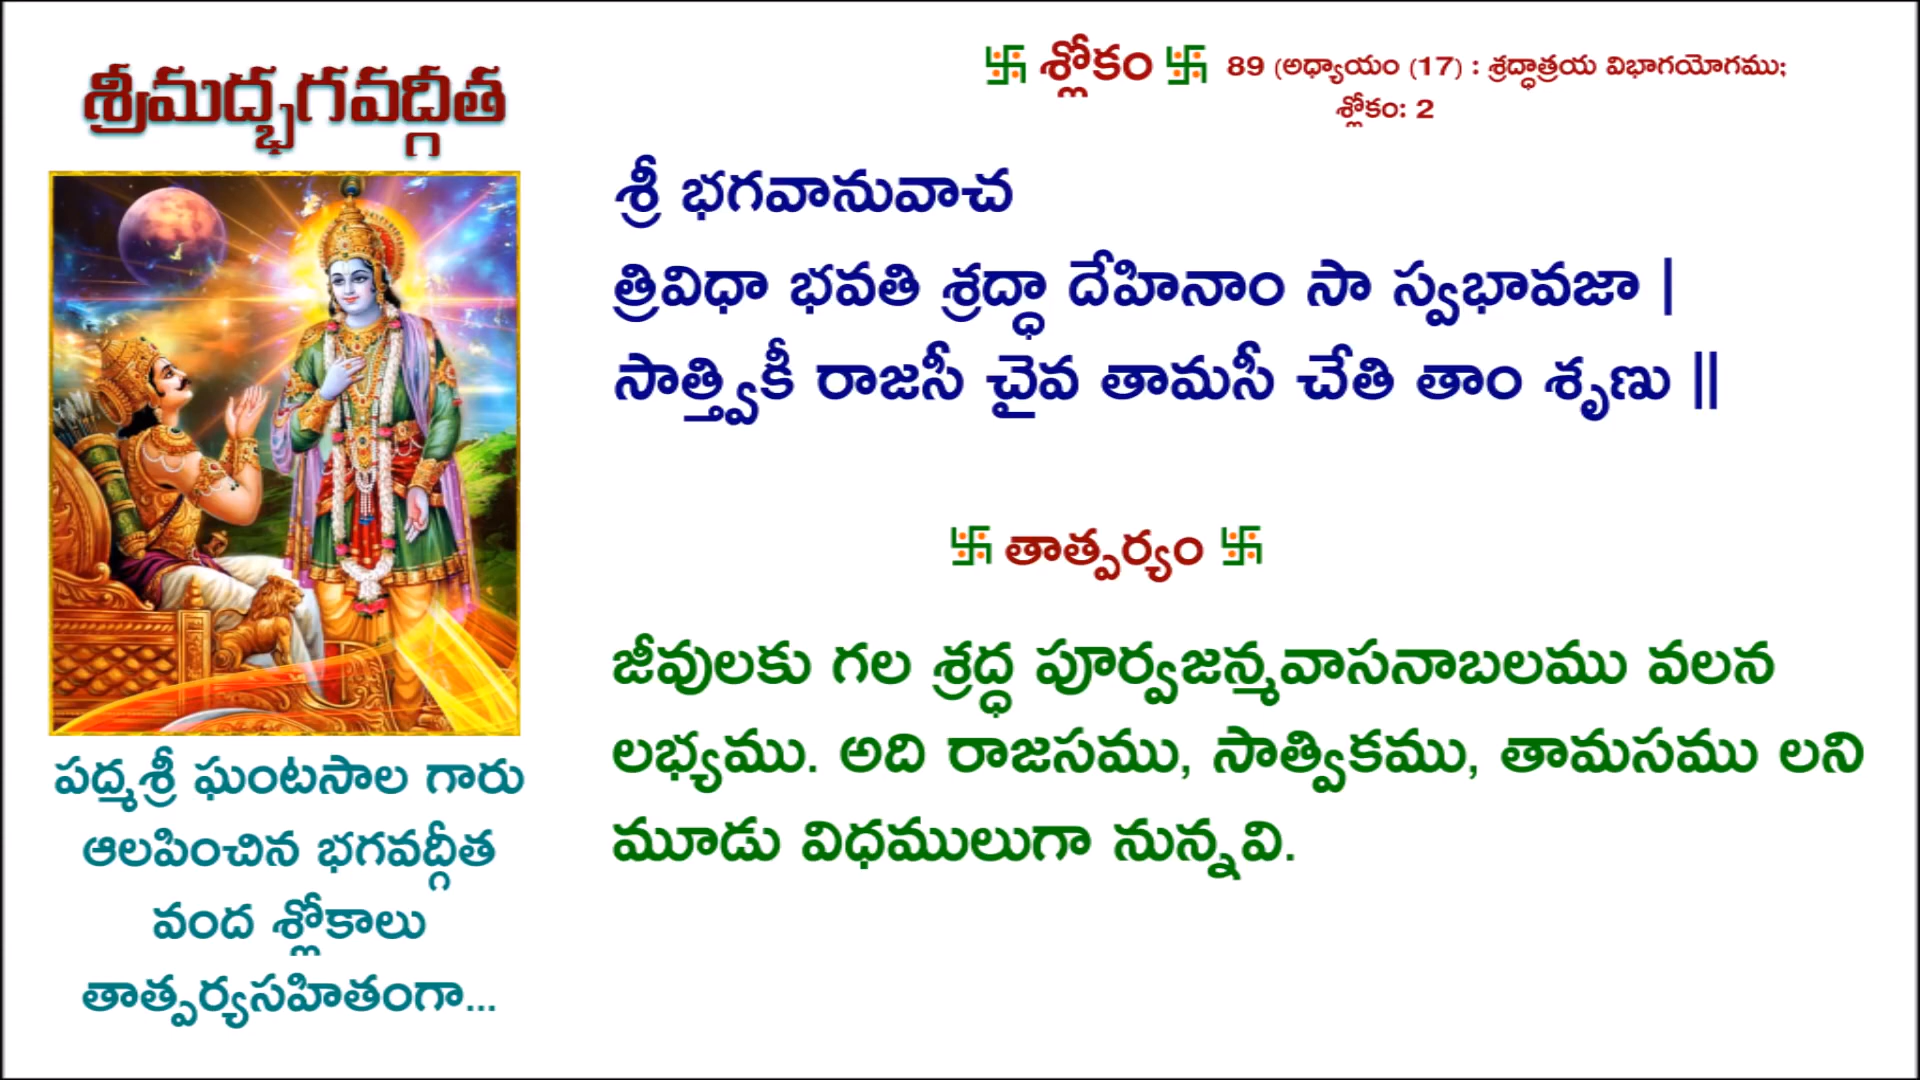 శ్రీమద్భగవద్గీత
卐 శ్లోకం 卐 89 (అధ్యాయం (17) : శ్రద్ధాత్రయ విభాగయోగము;
శ్లోకం: 2
శ్రీ భగవానువాచ
త్రివిధా భవతి శ్రద్ధా దేహినాం సా స్వభావజా |
సాత్త్వికీ రాజసీ చైవ తామసీ చేతి తాం శృణు ||
卐 తాత్పర్యం 卐
జీవులకు గల శ్రద్ధ పూర్వజన్మవాసనాబలము వలన
లభ్యము. అది రాజసము, సాత్వికము, తామసము లని
మూడు విధములుగా నున్నవి.
పద్మశ్రీ ఘంటసాల గారు
ఆలపించిన భగవద్గీత
వంద శ్లోకాలు
తాత్పర్యసహితంగా...